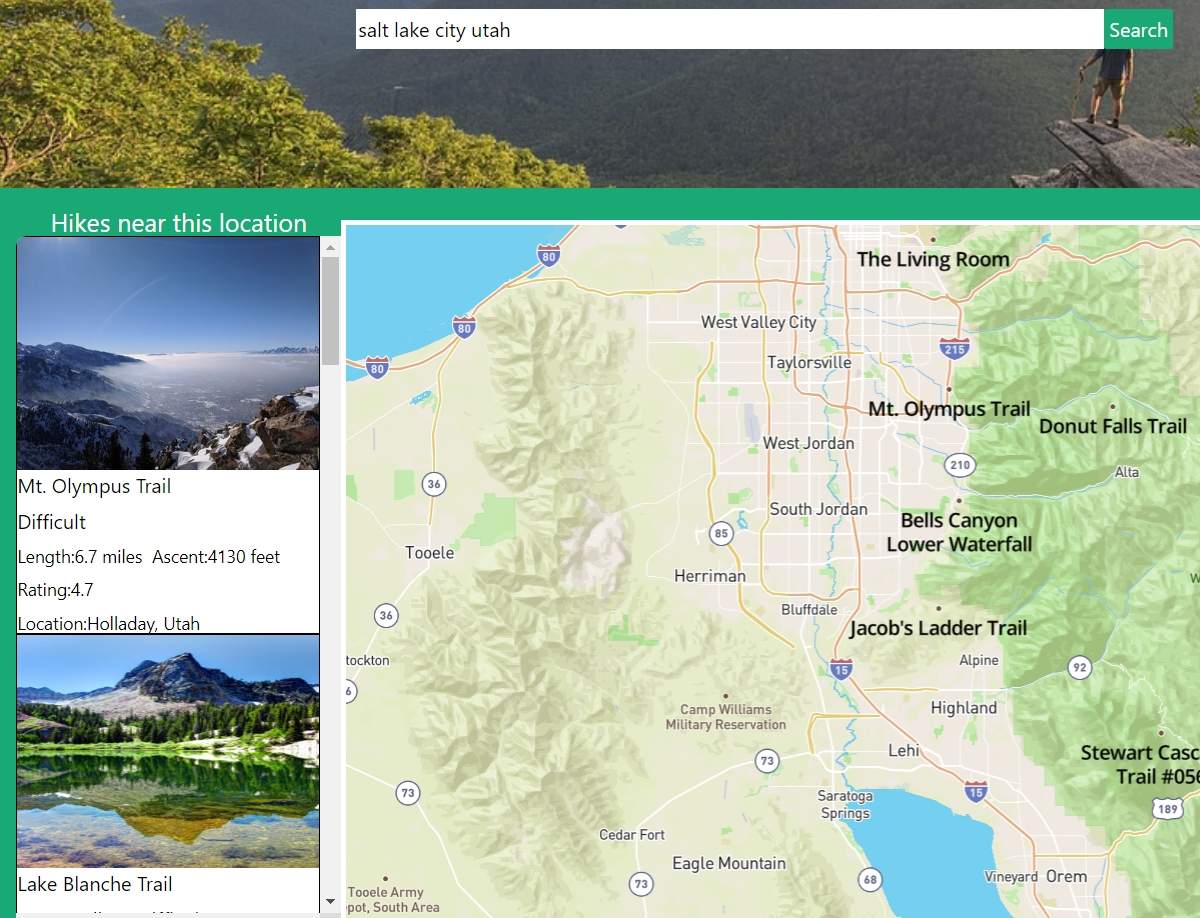 salt lake city utah
Search
Hikes near this location
Mt. Olympus Trail
Difficult
Length:6.7 miles Ascent:4130 feet
Rating:4.7
Location:Holladay, Utah
Lake Blanche Trail
80
The Living Room
80
West Valley City
215
80
Taylorsville
Mt. Olympus Trail
Donut Falls Trail
West Jordan
210
Alta
36
South Jordan
Bells Canyon
Lower Waterfall
85
Tooele
Herriman
36
Bluffdale
Jacob's Ladder Trail
tockton
Alpine
92
15
6
Camp Williams
Military Reservation
Highland
Lehi
Stewart Casc
Trail #056
73
73
15
Saratoga
Springs
189
Cedar Fort
Eagle Mountain
73
68
Vineyard
Orem
Tooele Army
pot, South Area